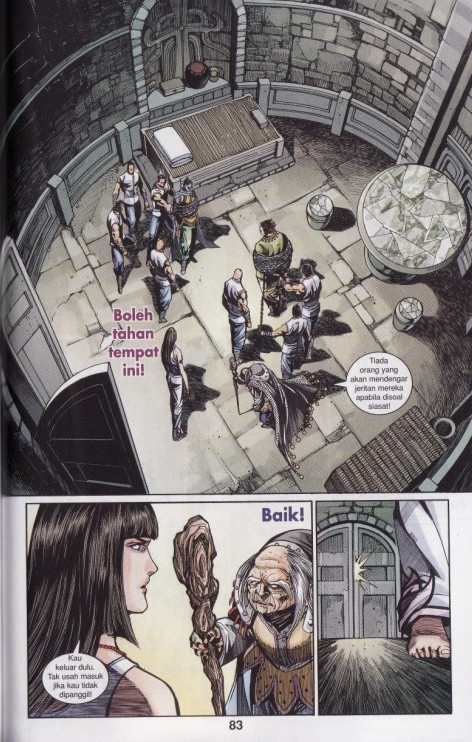 Boleh
tahan
tempat
ini!
Tiada
orang yang
akan mendengar
jeritan mereka
apabila disoal
siasat!
Baik!
Kau
keluar dulu.
Tak usah masuk
jika kau tidak
dipanggil!
83